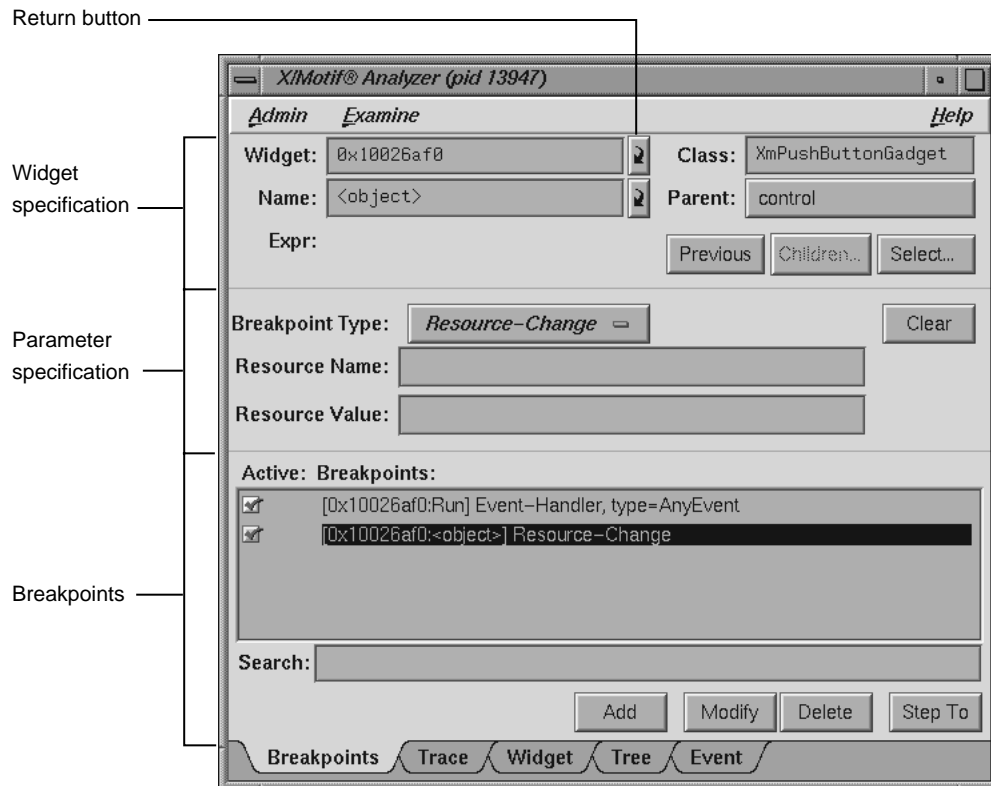 Return button
X/Motif® Analyzer (pid 13947)
Admin Examine Help
Widget: 0x10026af0 Class: XmPushButtonGadget
Widget specification
Name: <object> Parent: control
Expr:
Previous Children... Select...
Breakpoint Type: Resource-Change Clear
Parameter specification
Resource Name:
Resource Value:
Active: Breakpoints:
[0x10026af0:Run] Event-Handler, type=AnyEvent
[0x10026af0:<object>] Resource-Change
Breakpoints
Search:
Add Modify Delete Step To
Breakpoints Trace Widget Tree Event